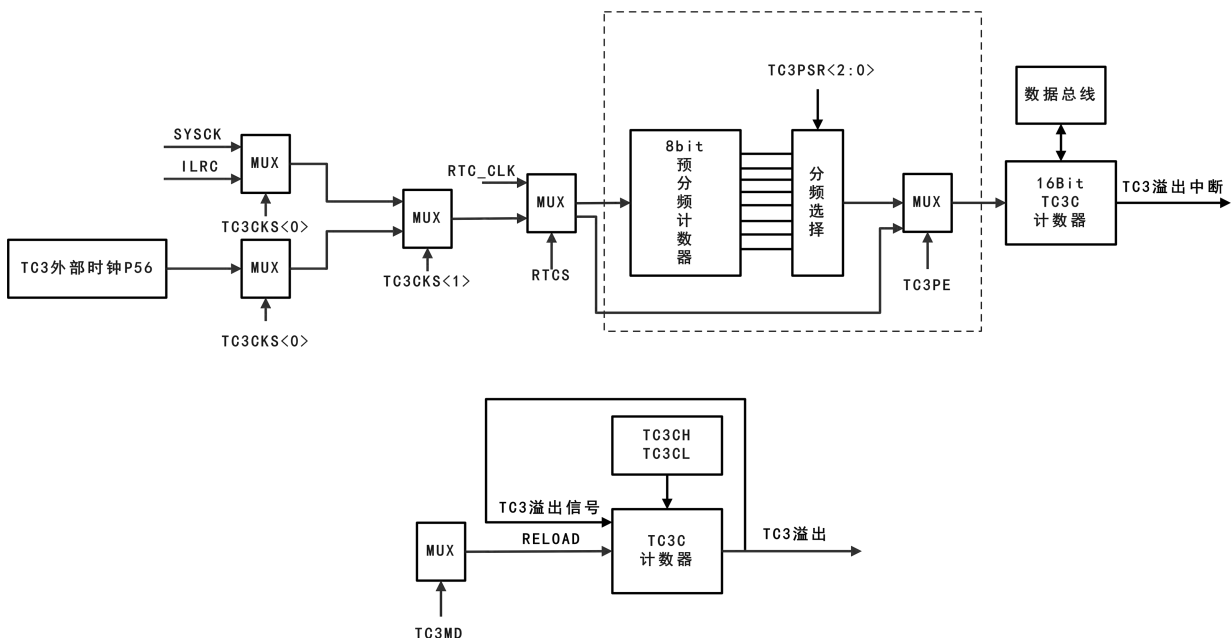 TC3PSR<2:0>
数据总线
SYSCK
ILRC
MUX
TC3CKS<0>
RTC_CLK
MUX
MUX
TC3CKS<1>
RTCS
8bit
预
分
频
计
数
器
分
频
选
择
MUX
TC3PE
16Bit
TC3C
计数器
TC3溢出中断
TC3外部时钟P56
MUX
TC3CKS<0>
TC3CH
TC3CL
TC3溢出信号
MUX
RELOAD
TC3C
计数器
TC3溢出
TC3MD